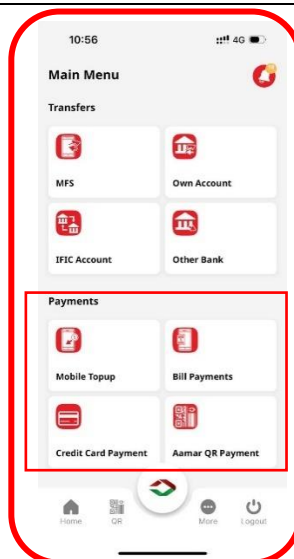 10:56 4G
Main Menu
Transfers
MFS Own Account
IFIC Account Other Bank
Payments
Mobile Topup Bill Payments
Credit Card Payment Aamar QR Payment
Home QR More Logout